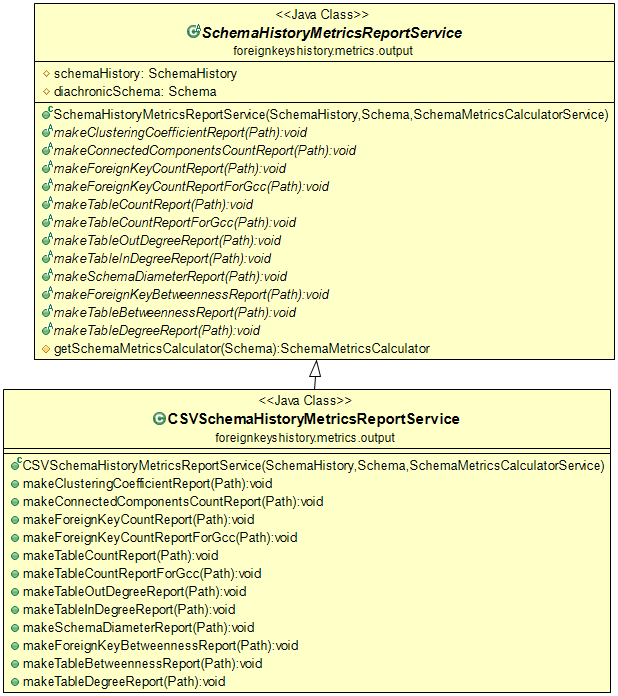 <<Java Class>>
SchemaHistoryMetricsReportService
foreignkeyshistory.metrics.output
schemaHistory: SchemaHistory
diachronicSchema: Schema
SchemaHistoryMetricsReportService(SchemaHistory,Schema,SchemaMetricsCalculatorService)
makeClusteringCoefficientReport(Path):void
makeConnectedComponentsCountReport(Path):void
makeForeignKeyCountReport(Path):void
makeForeignKeyCountReportForGcc(Path):void
makeTableCountReport(Path):void
makeTableCountReportForGcc(Path):void
makeTableOutDegreeReport(Path):void
makeTableInDegreeReport(Path):void
makeSchemaDiameterReport(Path):void
makeForeignKeyBetweennessReport(Path):void
makeTableBetweennessReport(Path):void
makeTableDegreeReport(Path):void
getSchemaMetricsCalculator(Schema):SchemaMetricsCalculator
<<Java Class>>
CSVSchemaHistoryMetricsReportService
foreignkeyshistory.metrics.output
CSVSchemaHistoryMetricsReportService(SchemaHistory,Schema,SchemaMetricsCalculatorService)
makeClusteringCoefficientReport(Path):void
makeConnectedComponentsCountReport(Path):void
makeForeignKeyCountReport(Path):void
makeForeignKeyCountReportForGcc(Path):void
makeTableCountReport(Path):void
makeTableCountReportForGcc(Path):void
makeTableOutDegreeReport(Path):void
makeTableInDegreeReport(Path):void
makeSchemaDiameterReport(Path):void
makeForeignKeyBetweennessReport(Path):void
makeTableBetweennessReport(Path):void
makeTableDegreeReport(Path):void